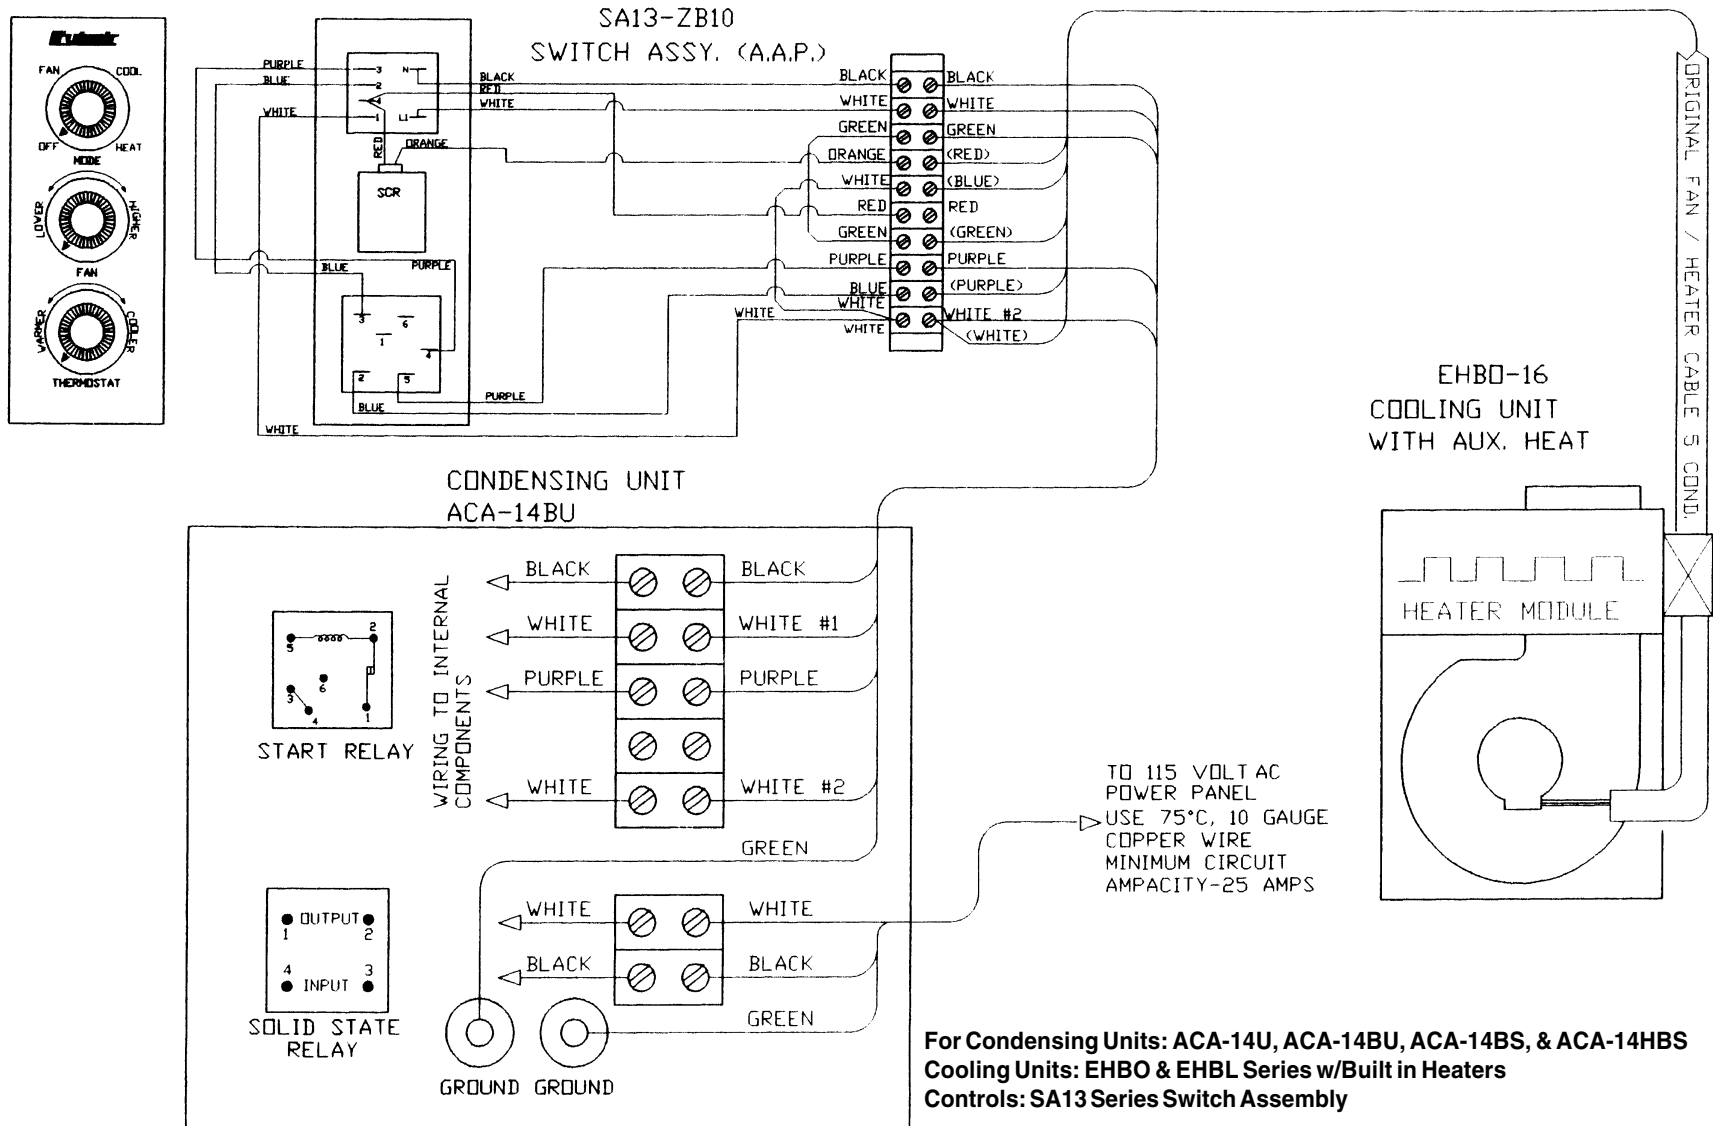 SA13-ZB10
SWITCH ASSY. (A.A.P.)
FAN
COOL
OFF
HEAT
MODE
LOWER
HIGHER
FAN
WARMER
COOLER
THERMOSTAT
PURPLE
BLUE
WHITE
3
2
4
1
N
L1
BLACK
RED
WHITE
RED
ORANGE
SCR
BLUE
PURPLE
3
6
1
4
2
5
BLUE
PURPLE
WHITE
WHITE
BLACK
BLACK
WHITE
WHITE
GREEN
GREEN
ORANGE
(RED)
WHITE
(BLUE)
RED
RED
GREEN
(GREEN)
PURPLE
PURPLE
BLUE
(PURPLE)
WHITE
WHITE #2
WHITE
(WHITE)
ORIGINAL FAN / HEATER CABLE 5 COND.
EHBO-16
COOLING UNIT
WITH AUX. HEAT
HEATER MODULE
CONDENSING UNIT
ACA-14BU
WIRING TO INTERNAL
COMPONENTS
BLACK
BLACK
WHITE
WHITE #1
PURPLE
PURPLE
WHITE
WHITE #2
GREEN
5
2
6
3
4
1
START RELAY
OUTPUT
1
2
4
3
INPUT
SOLID STATE
RELAY
WHITE
WHITE
BLACK
BLACK
GREEN
GROUND GROUND
TO 115 VOLT AC
POWER PANEL
USE 75°C, 10 GAUGE
COPPER WIRE
MINIMUM CIRCUIT
AMPACITY-25 AMPS
For Condensing Units: ACA-14U, ACA-14BU, ACA-14BS, & ACA-14HBS
Cooling Units: EHBO & EHBL Series w/Built in Heaters
Controls: SA13 Series Switch Assembly